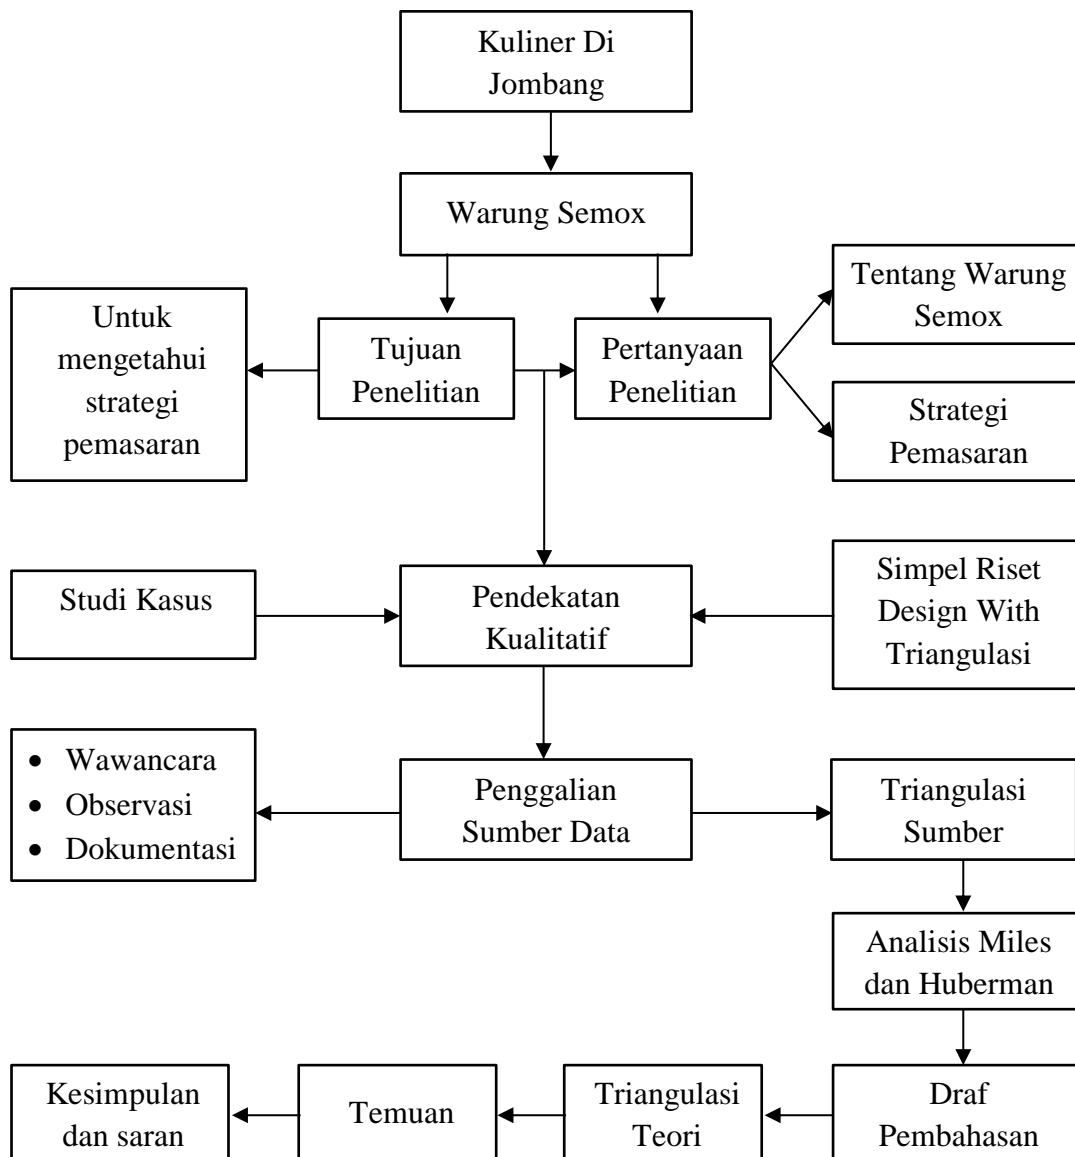 Kuliner Di
Jombang
Warung Semox
Tentang Warung
Semox
Untuk
mengetahui
strategi
pemasaran
Tujuan
Penelitian
Pertanyaan
Penelitian
Strategi
Pemasaran
Studi Kasus
Pendekatan
Kualitatif
Simpel Riset
Design With
Triangulasi
• Wawancara
• Observasi
• Dokumentasi
Penggalian
Sumber Data
Triangulasi
Sumber
Analisis Miles
dan Huberman
Kesimpulan
dan saran
Temuan
Triangulasi
Teori
Draf
Pembahasan